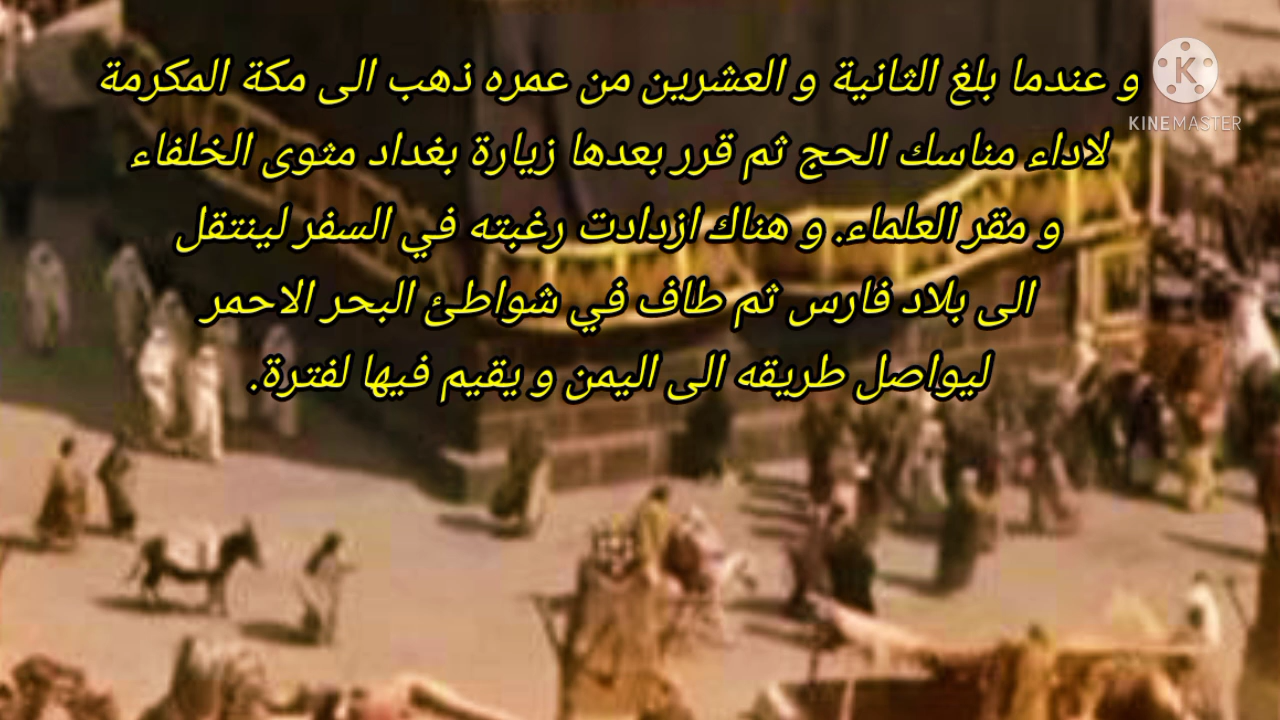 و عندما بلغ الثانية و العشرين من عمره ذهب الى مكة المكرمة
لاداء مناسك الحج ثم قرر بعدها زيارة بغداد مثوى الخلفاء
و مقر العلماء. و هناك ازدادت رغبته في السفر لينتقل
الى بلاد فارس ثم طاف في شواطئ البحر الاحمر
ليواصل طريقه الى اليمن و يقيم فيها لفترة.
K
KINEMASTER